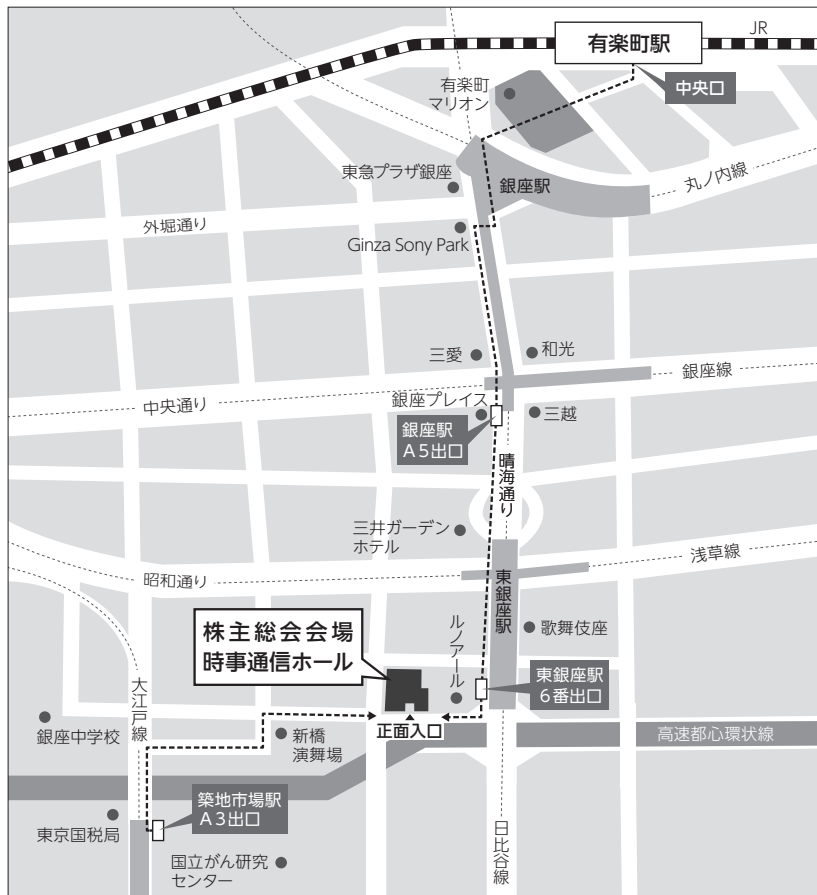 JR
有楽町駅
中央口
有楽町
マリオン
丸ノ内線
東急プラザ銀座
銀座駅
外堀通り
Ginza Sony Park
三愛
和光
銀座線
中央通り
銀座プレイス
三越
銀座駅
A5出口
晴海通り
三井ガーデン
ホテル
浅草線
昭和通り
東銀座駅
株主総会会場
時事通信ホール
ルノアール
歌舞伎座
東銀座駅
6番出口
大江戸線
銀座中学校
新橋
演舞場
正面入口
高速都心環状線
築地市場駅
A3出口
東京国税局
日比谷線
国立がん研究
センター